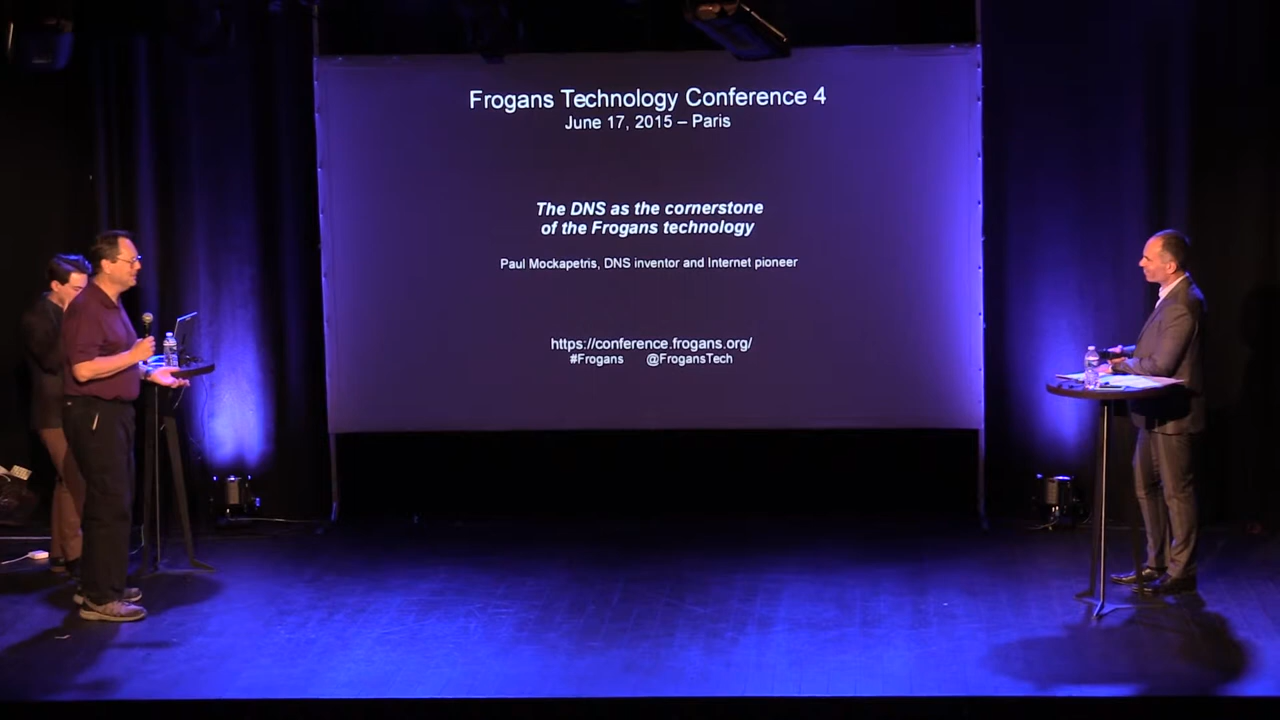 Frogans Technology Conference 4
June 17, 2015 – Paris
The DNS as the cornerstone
of the Frogans technology
Paul Mockapetris, DNS inventor and Internet pioneer
https://conference.frogans.org/
#Frogans @FrogansTech